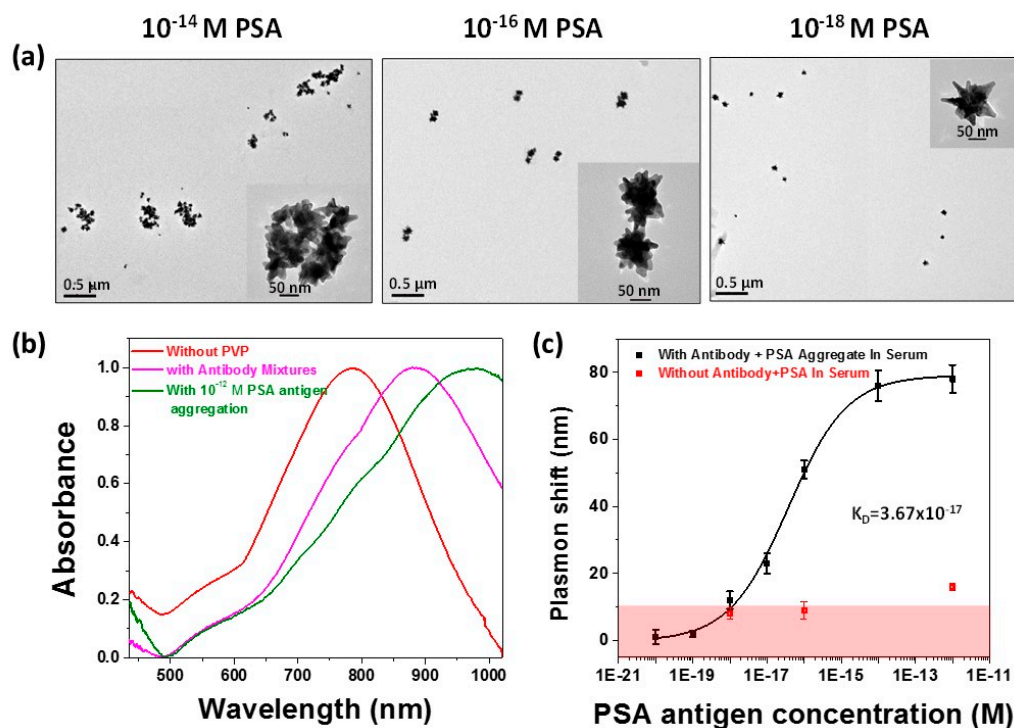 10⁻¹⁴ M PSA
10⁻¹⁶ M PSA
10⁻¹⁸ M PSA
(a)
0.5 µm
50 nm
0.5 µm
50 nm
0.5 µm
50 nm
(b)
Without PVP
with Antibody Mixtures
With 10⁻¹² M PSA antigen
aggregation
Absorbance
1.0
0.8
0.6
0.4
0.2
0.0
500
600
700
800
900
1000
Wavelength (nm)
(c)
With Antibody + PSA Aggregate In Serum
Without Antibody+PSA In Serum
Plasmon shift (nm)
80
60
40
20
0
K_D=3.67x10⁻¹⁷
1E-21
1E-19
1E-17
1E-15
1E-13
1E-11
PSA antigen concentration (M)